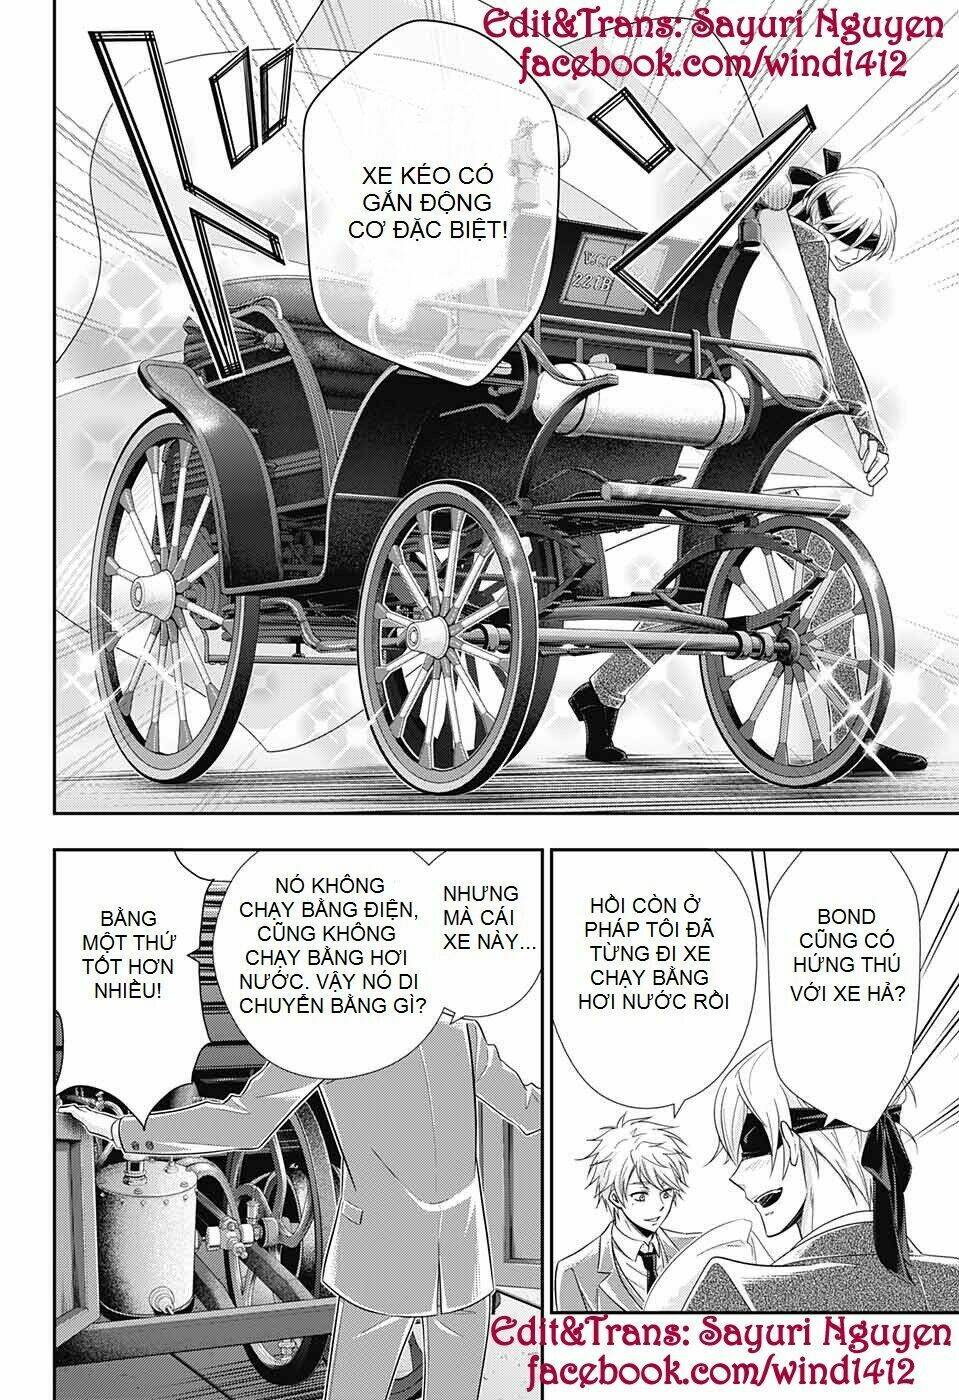 Edit&Trans: Sayuri Nguyen
facebook.com/wind1412
XE KÉO CÓ
GẮN ĐỘNG
CƠ ĐẶC BIỆT!
221B
BOND
CŨNG CÓ
HỨNG THÚ
VỚI XE HẢ?
HỒI CÒN Ở
PHÁP TÔI ĐÃ
TỪNG ĐI XE
CHẠY BẰNG
HƠI NƯỚC RỒI
NHƯNG
MÀ CÁI
XE NÀY...
NÓ KHÔNG
CHẠY BẰNG ĐIỆN,
CŨNG KHÔNG
CHẠY BẰNG HƠI
NƯỚC. VẬY NÓ DI
CHUYỂN BẰNG GÌ?
BẰNG
MỘT THỨ
TỐT HƠN
NHIỀU!
Edit&Trans: Sayuri Nguyen
facebook.com/wind1412